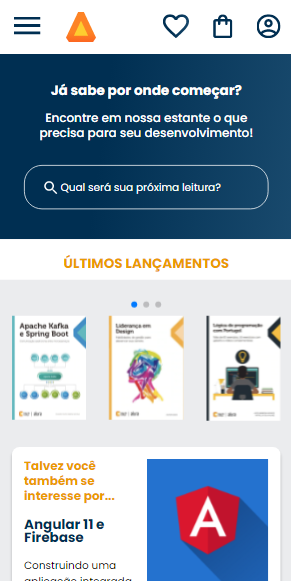 Já sabe por onde começar?
Encontre em nossa estante o que
precisa para seu desenvolvimento!
Qual será sua próxima leitura?
ÚLTIMOS LANÇAMENTOS
Apache Kafka
e Spring Boot
Liderança em
Design
Lógica de programação
com Portugol
Talvez você
também se
interesse por...
Angular 11 e
Firebase
Construindo uma
aplicação integrada
A